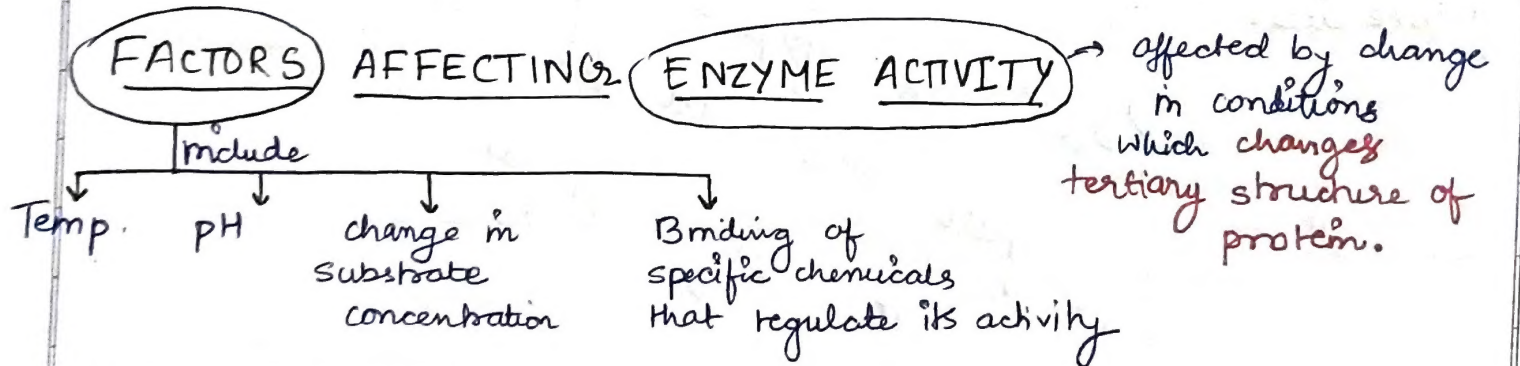 FACTORS AFFECTING ENZYME ACTIVITY → affected by change
in conditions
which changes
tertiary structure of
protein.
include
Temp. pH change in substrate concentration Binding of specific chemicals that regulate its activity